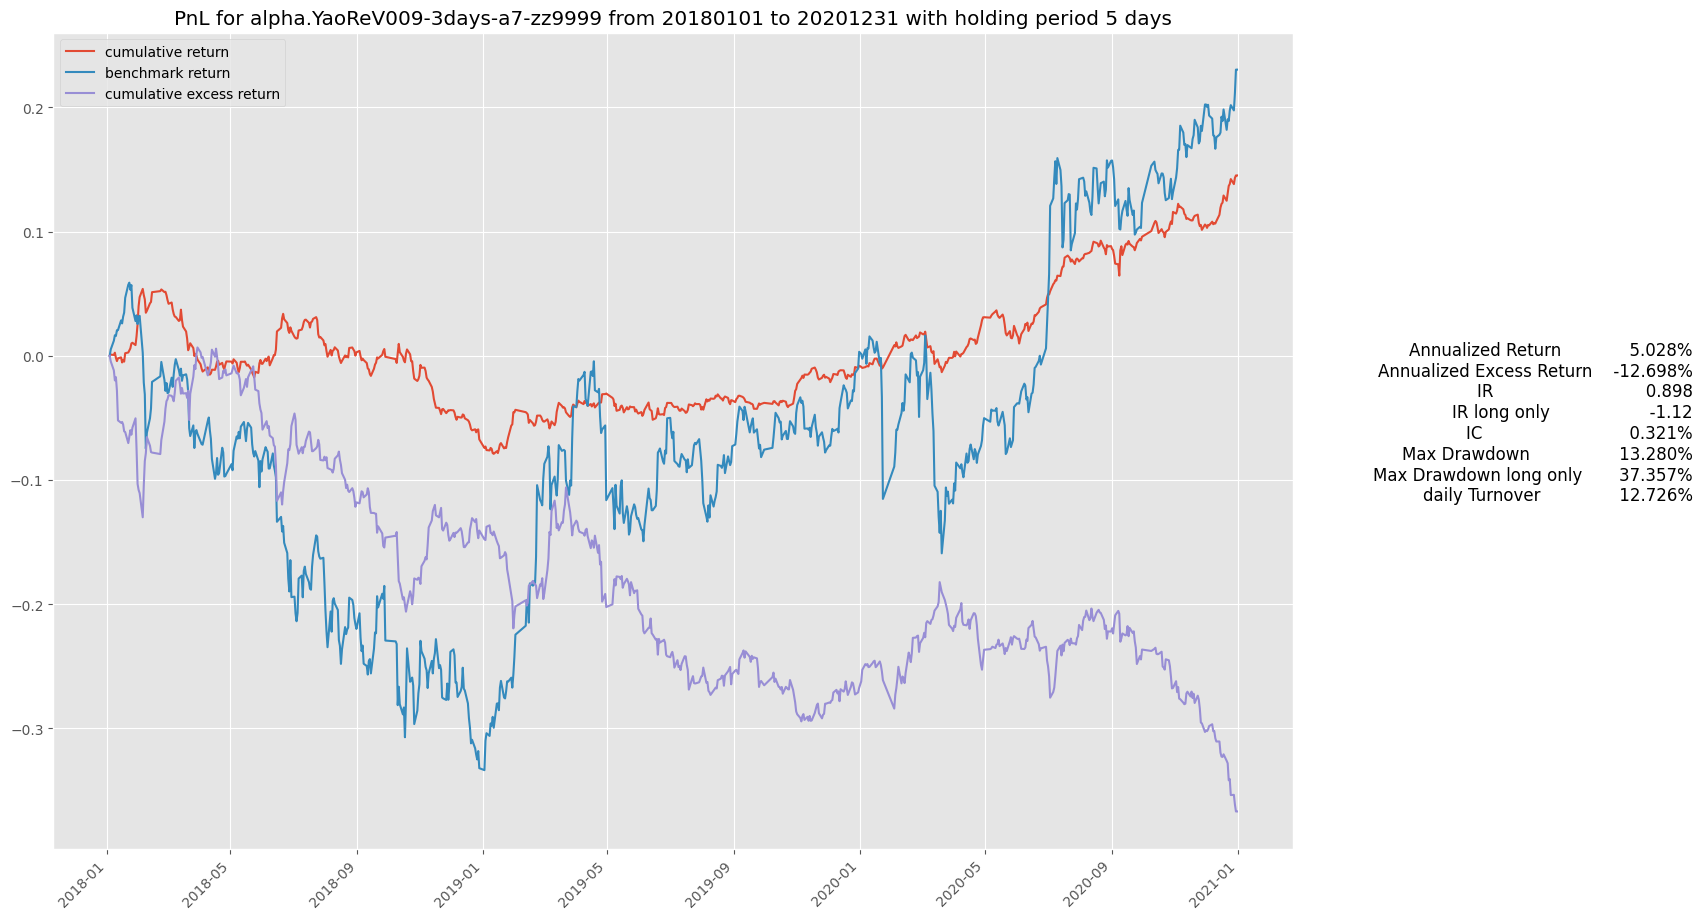 PnL for alpha.YaoReV009-3days-a7-zz9999 from 20180101 to 20201231 with holding period 5 days
cumulative return
benchmark return
cumulative excess return
0.2
0.1
0.0
−0.1
−0.2
−0.3
2018-01
2018-05
2018-09
2019-01
2019-05
2019-09
2020-01
2020-05
2020-09
2021-01
Annualized Return 5.028%
Annualized Excess Return -12.698%
IR 0.898
IR long only -1.12
IC 0.321%
Max Drawdown 13.280%
Max Drawdown long only 37.357%
daily Turnover 12.726%